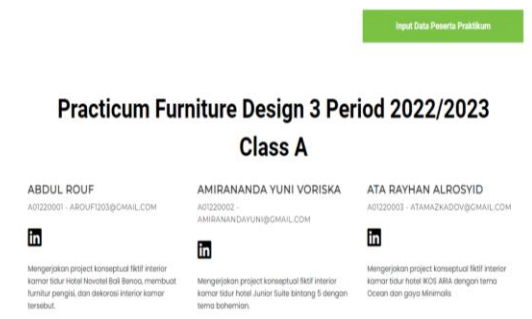 Input Data Peserta Praktikum
Practicum Furniture Design 3 Period 2022/2023
Class A
ABDUL ROUF
A01220001 - AROUF1203@GMAIL.COM
in
Mengerjakan project konseptual fiktif interior
kamar tidur Hotel Novotel Bali Benoa, membuat
furnitur pengisi, dan dekorasi interior kamar
tersebut.
AMIRANANDA YUNI VORISKA
A01220002 -
AMIRANANDAYUNI@GMAIL.COM
in
Mengerjakan project konseptual fiktif interior
kamar tidur hotel Junior Suite bintang 5 dengan
tema bohemian.
ATA RAYHAN ALROSYID
A01220003 - ATAMAZKADOV@GMAIL.COM
in
Mengerjakan project konseptual fiktif interior
kamar tidur hotel IKOS ARIA dengan tema
Ocean dan gaya Minimalis